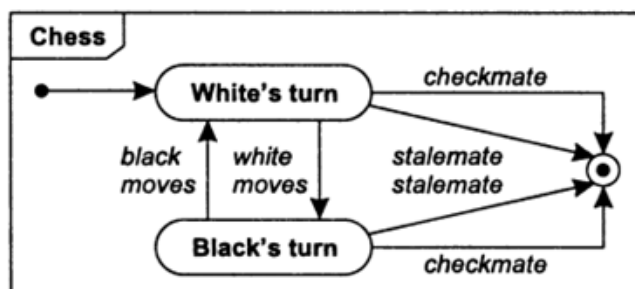 Chess
White's turn
checkmate
black
moves
white
moves
stalemate
stalemate
Black's turn
checkmate